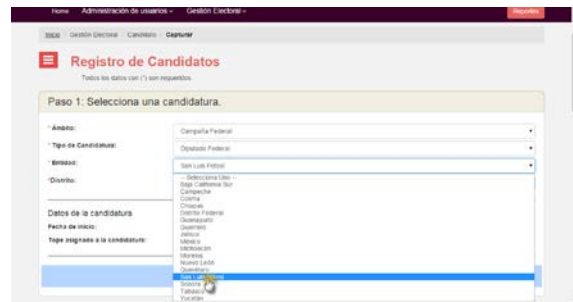 Home Administración de usuarios Gestión Electoral Reportes
Inicio Gestión Electoral Candidato Capturar
Registro de Candidatos
Todos los datos con (*) son requeridos.
Paso 1: Selecciona una candidatura.
* Ámbito: Campaña Federal
* Tipo de Candidatura: Diputado Federal
* Entidad: San Luis Potosí
*Distrito: -- Selecciona Uno --
Baja California Sur
Campeche
Colima
Chiapas
Distrito Federal
Guanajuato
Guerrero
Jalisco
México
Michoacán
Morelos
Nuevo León
Querétaro
San Luis Potosí
Sonora
Tabasco
Yucatán
Datos de la candidatura
Fecha de inicio:
Tope asignado a la candidatura: